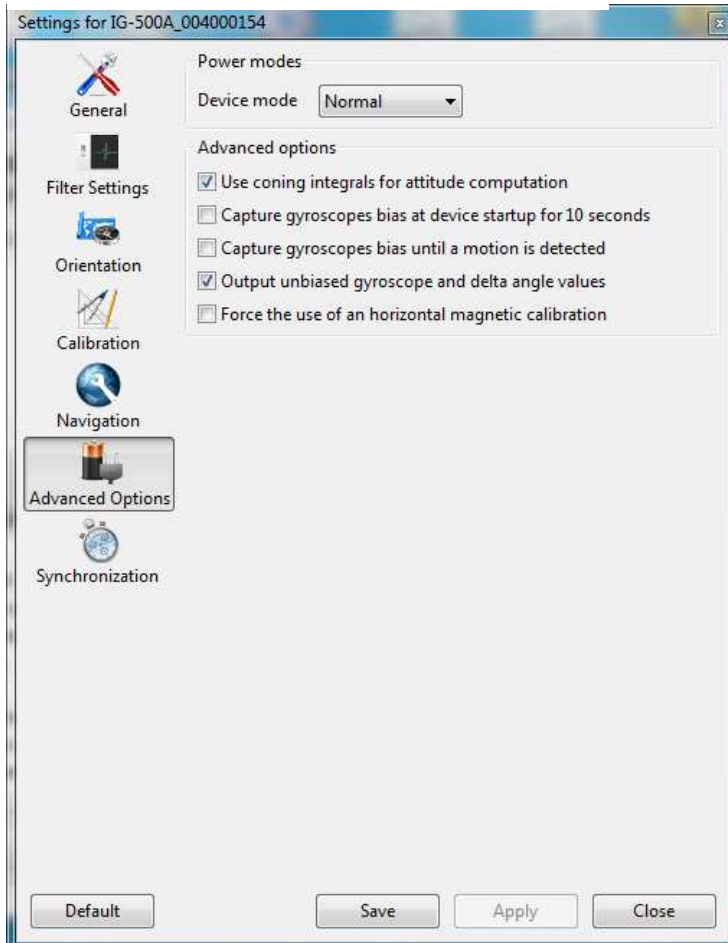 Settings for IG-500A_004000154
General
Filter Settings
Orientation
Calibration
Navigation
Advanced Options
Synchronization
Power modes
Device mode Normal
Advanced options
Use coning integrals for attitude computation
Capture gyroscopes bias at device startup for 10 seconds
Capture gyroscopes bias until a motion is detected
Output unbiased gyroscope and delta angle values
Force the use of an horizontal magnetic calibration
Default Save Apply Close